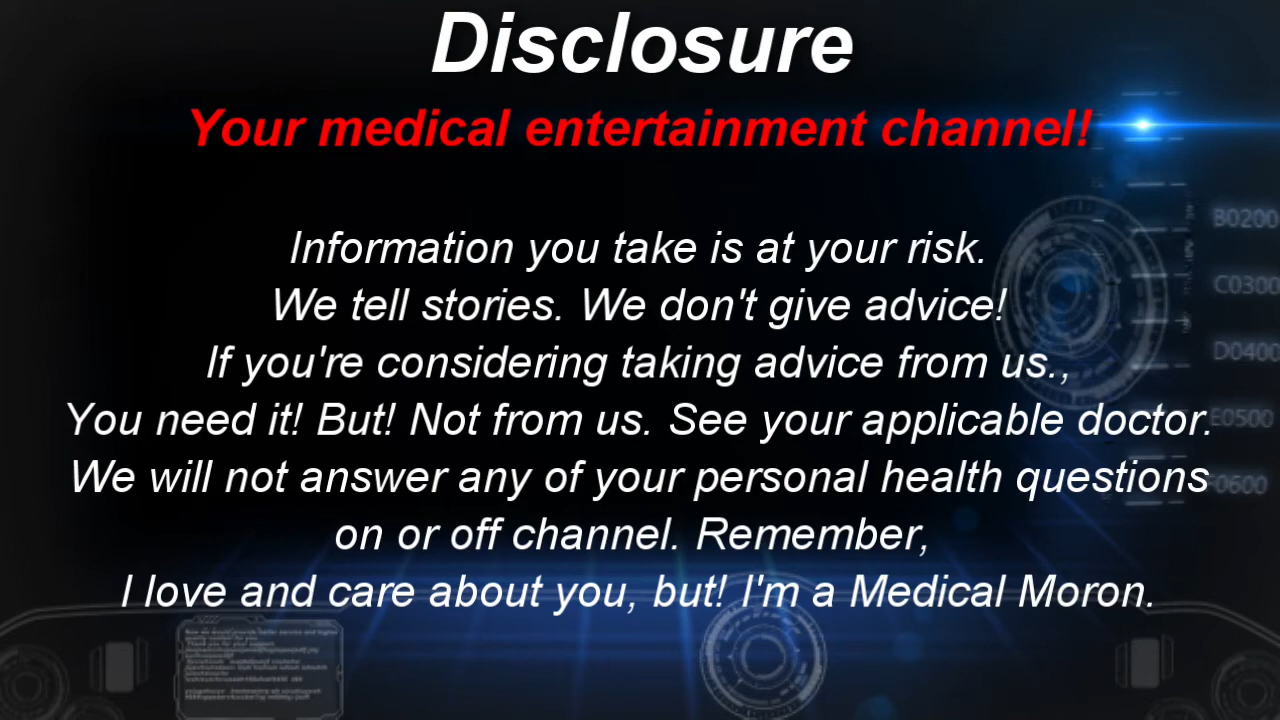 Disclosure
Your medical entertainment channel!
Information you take is at your risk.
We tell stories. We don't give advice!
If you're considering taking advice from us.,
You need it! But! Not from us. See your applicable doctor.
We will not answer any of your personal health questions
on or off channel. Remember,
I love and care about you, but! I'm a Medical Moron.
B0200
C0300
D0400
E0500
0600